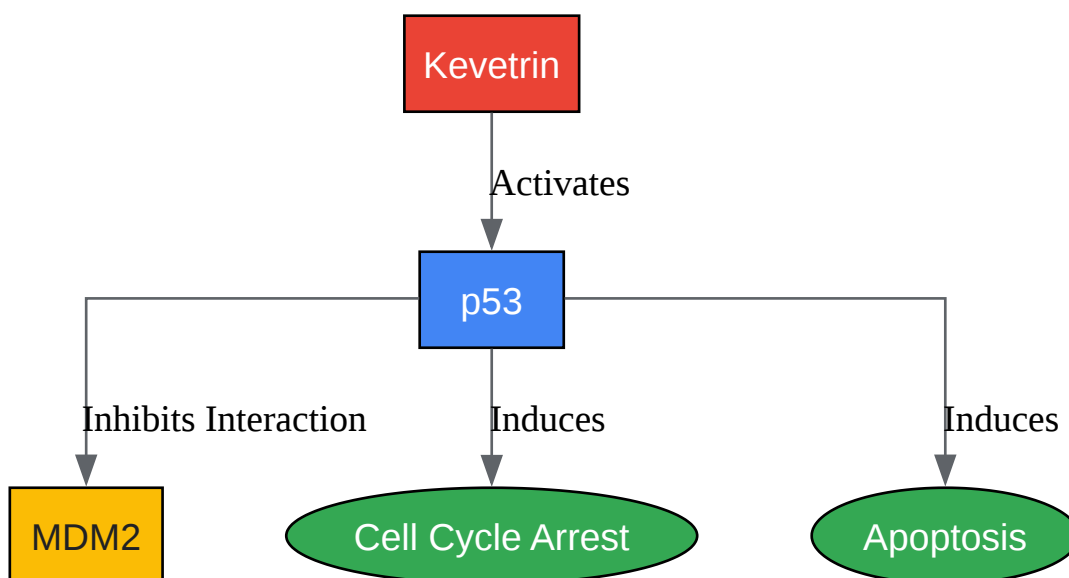 Kevetrin
Activates
p53
Inhibits Interaction
Induces
Induces
MDM2
Cell Cycle Arrest
Apoptosis